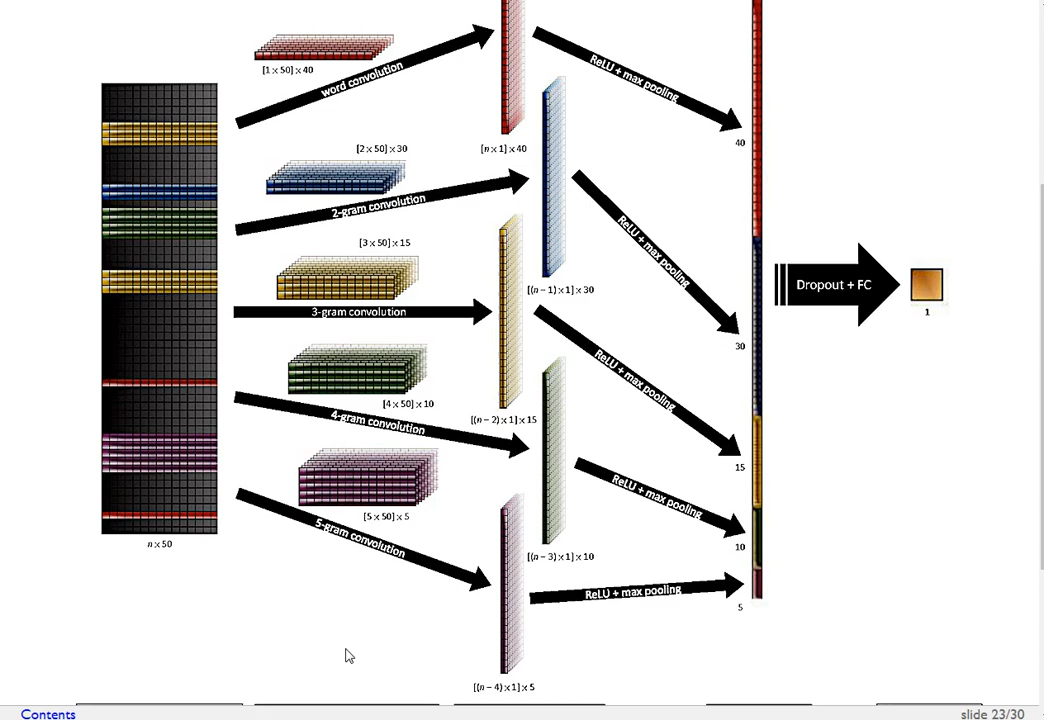 [1 x 50] x 40
word convolution
ReLU + max pooling
40
[2 x 50] x 30
[n x 1] x 40
2-gram convolution
ReLU + max pooling
[3 x 50] x 15
[(n − 1) x 1] x 30
Dropout + FC
1
3-gram convolution
30
ReLU + max pooling
[4 x 50] x 10
4-gram convolution
[(n − 2) x 1] x 15
15
ReLU + max pooling
[5 x 50] x 5
5-gram convolution
n x 50
10
[(n − 3) x 1] x 10
ReLU + max pooling
5
[(n − 4) x 1] x 5
Contents
slide 23/30